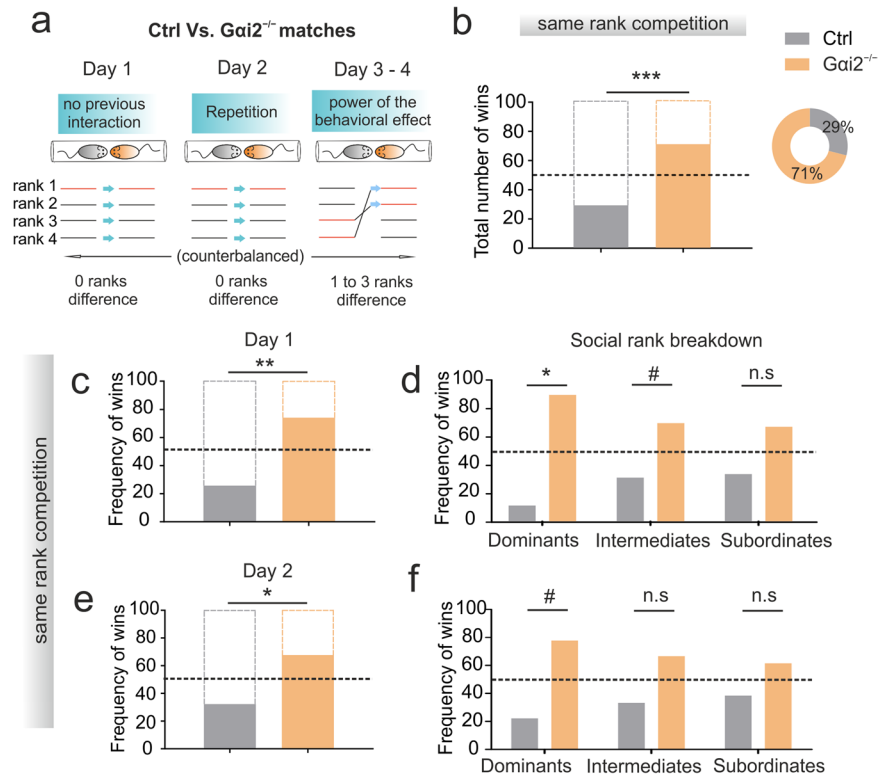 a
Ctrl Vs. Gαi2⁻/⁻ matches
Day 1
Day 2
Day 3 - 4
no previous
interaction
Repetition
power of the
behavioral effect
rank 1
rank 2
rank 3
rank 4
(counterbalanced)
0 ranks
difference
0 ranks
difference
1 to 3 ranks
difference
b
same rank competition
Ctrl
Gαi2⁻/⁻
***
Total number of wins
100
80
60
40
20
0
29%
71%
same rank competition
Day 1
c
**
Frequency of wins
100
80
60
40
20
0
Social rank breakdown
d
*
#
n.s
Frequency of wins
100
80
60
40
20
0
Dominants
Intermediates
Subordinates
Day 2
e
*
Frequency of wins
100
80
60
40
20
0
f
#
n.s
n.s
Frequency of wins
100
80
60
40
20
0
Dominants
Intermediates
Subordinates